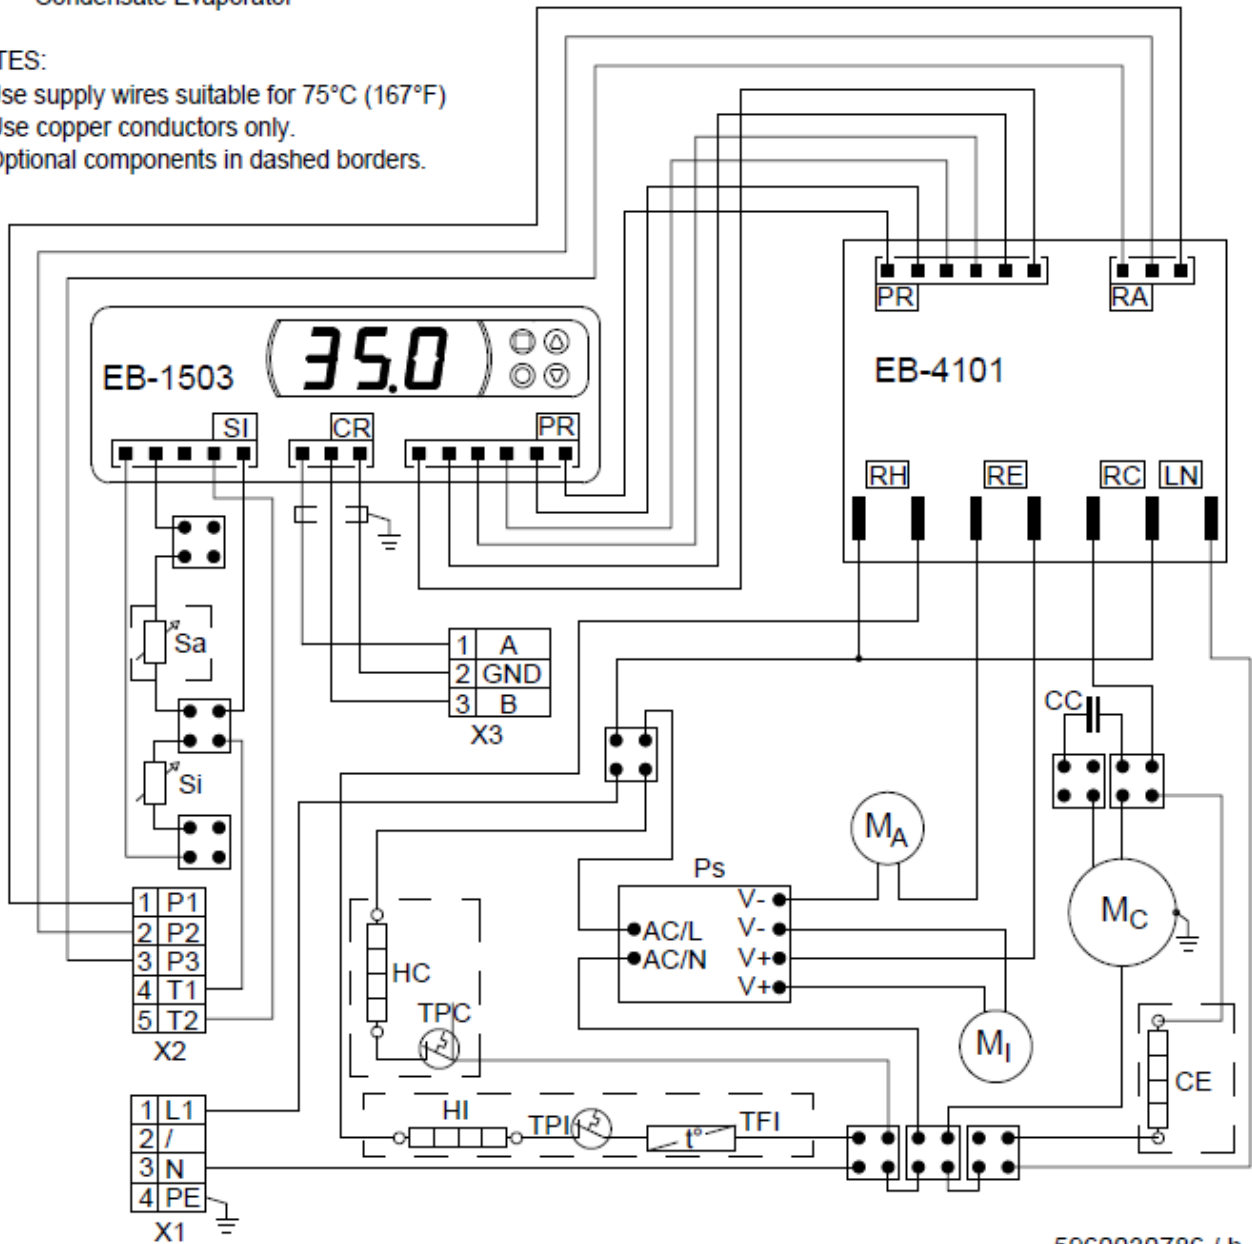 Condensate Evaporator
TES:
Use supply wires suitable for 75°C (167°F)
Use copper conductors only.
Optional components in dashed borders.
PR
RA
EB-4101
EB-1503
35.0
SI
CR
PR
RH
RE
RC
LN
Sa
1 A
2 GND
3 B
X3
CC
Si
MA
Ps
V-
V-
V+
V+
AC/L
AC/N
MC
1 P1
2 P2
3 P3
4 T1
5 T2
X2
HC
TPC
MI
CE
1 L1
2 /
3 N
4 PE
X1
HI
TPI
t°
TFI